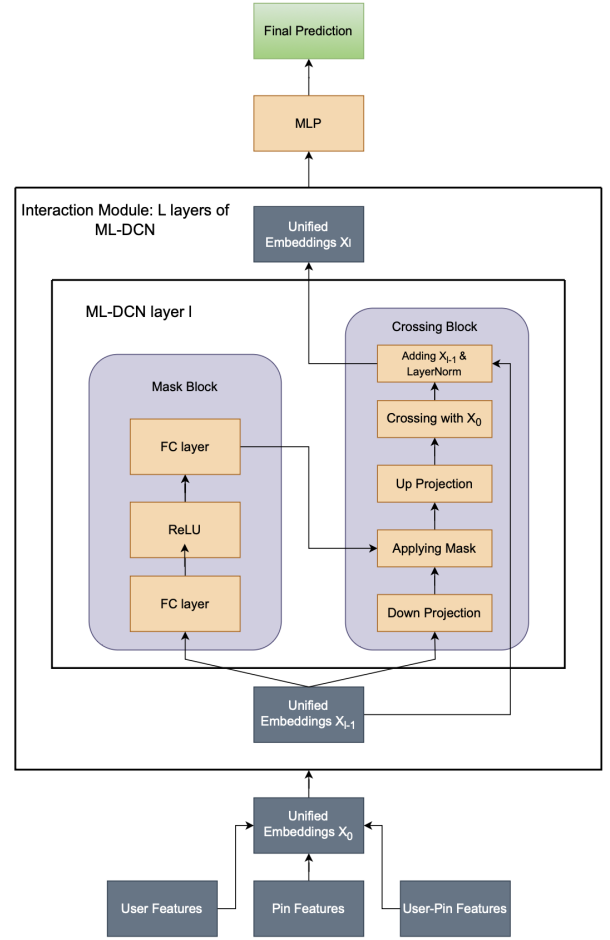 Final Prediction
MLP
Interaction Module: L layers of
ML-DCN
Unified
Embeddings Xₗ
ML-DCN layer l
Crossing Block
Adding Xₗ₋₁ &
LayerNorm
Mask Block
Crossing with X₀
FC layer
Up Projection
ReLU
Applying Mask
FC layer
Down Projection
Unified
Embeddings Xₗ₋₁
Unified
Embeddings X₀
User Features
Pin Features
User-Pin Features